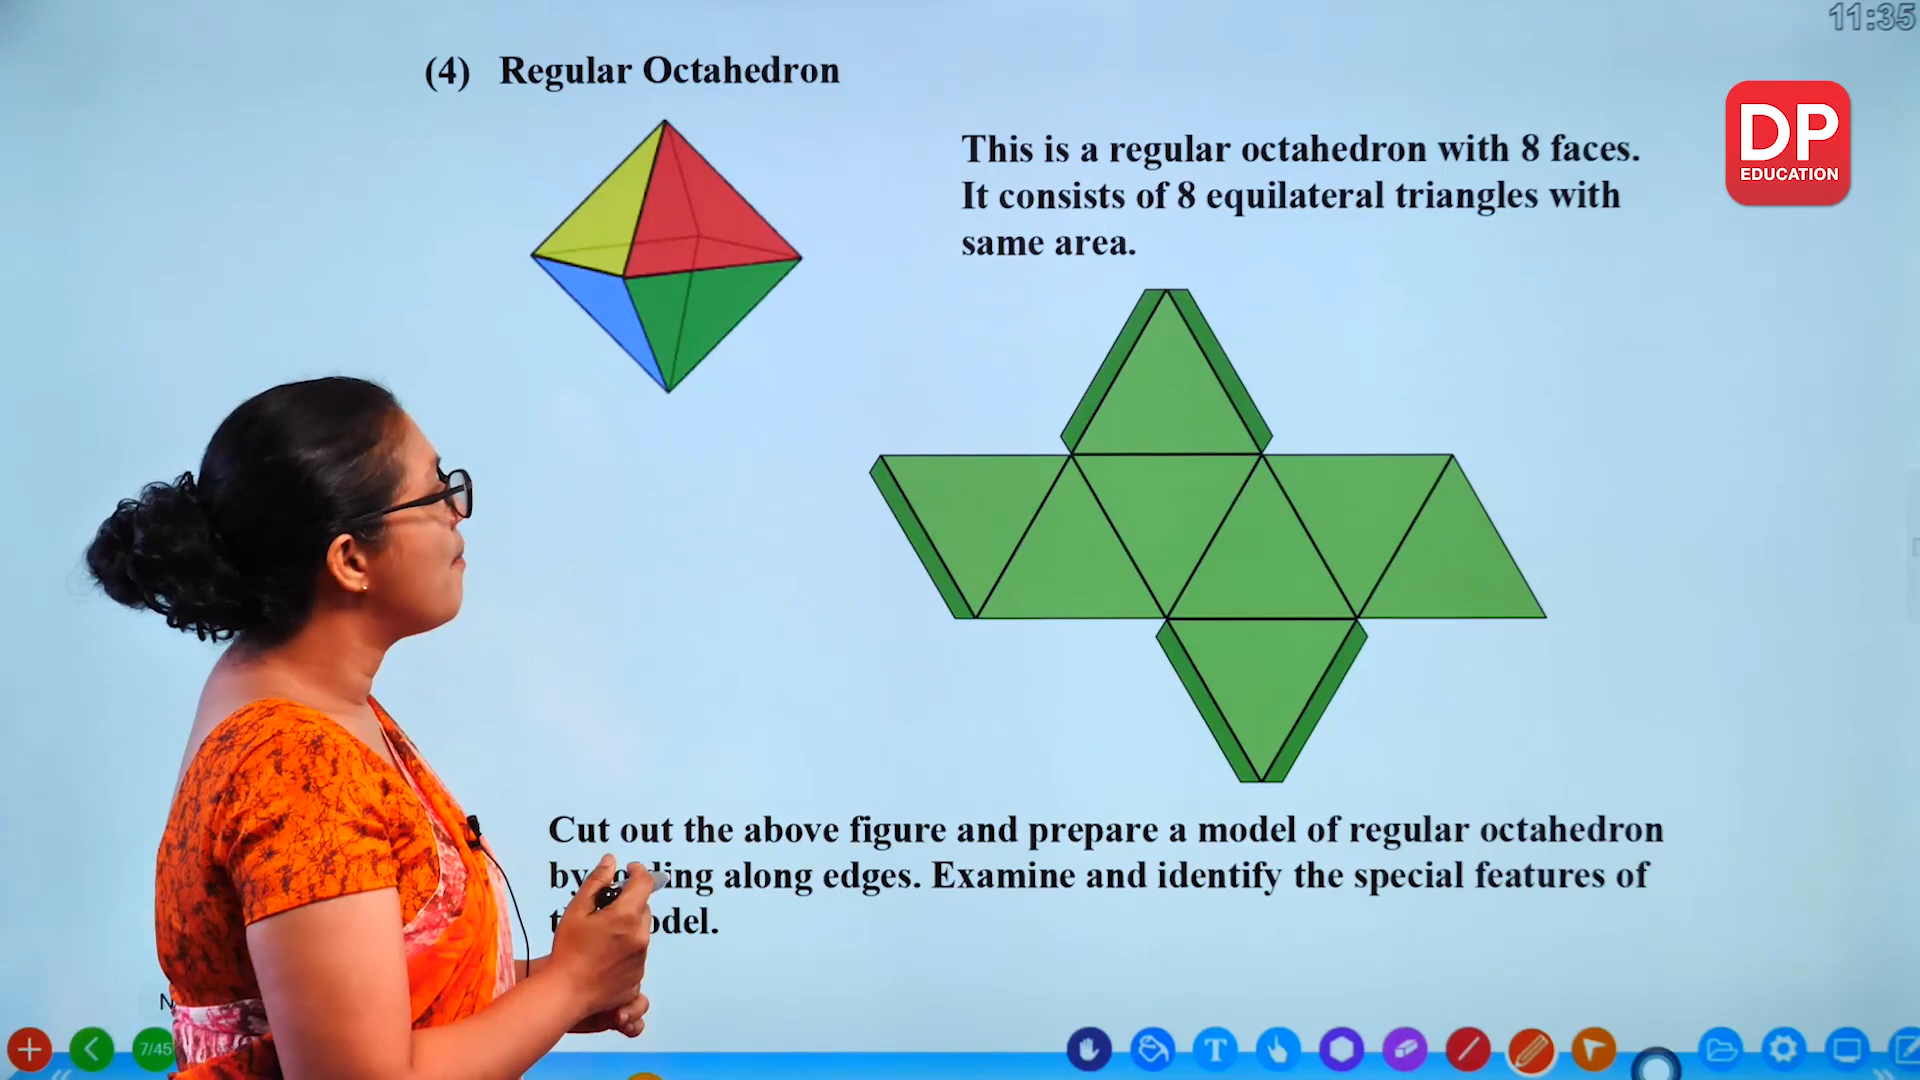 11:35
(4) Regular Octahedron
DP
EDUCATION
This is a regular octahedron with 8 faces.
It consists of 8 equilateral triangles with
same area.
Cut out the above figure and prepare a model of regular octahedron
by along edges. Examine and identify the special features of
7/45
T